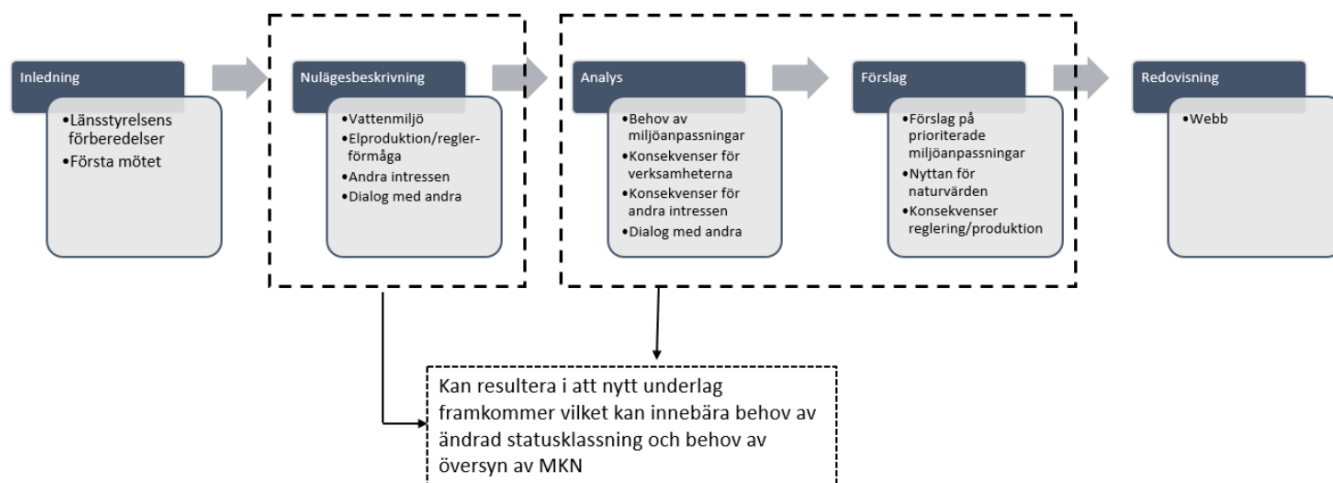 Inledning
•Länsstyrelsens
förberedelser
•Första mötet
Nulägesbeskrivning
•Vattenmiljö
•Elproduktion/regler-
förmåga
•Andra intressen
•Dialog med andra
Analys
•Behov av
miljöanpassningar
•Konsekvenser för
verksamheterna
•Konsekvenser för
andra intressen
•Dialog med andra
Förslag
•Förslag på
prioriterade
miljöanpassningar
•Nyttan för
naturvärden
•Konsekvenser
reglering/produktion
Redovisning
•Webb
Kan resultera i att nytt underlag
framkommer vilket kan innebära behov av
ändrad statusklassning och behov av
översyn av MKN